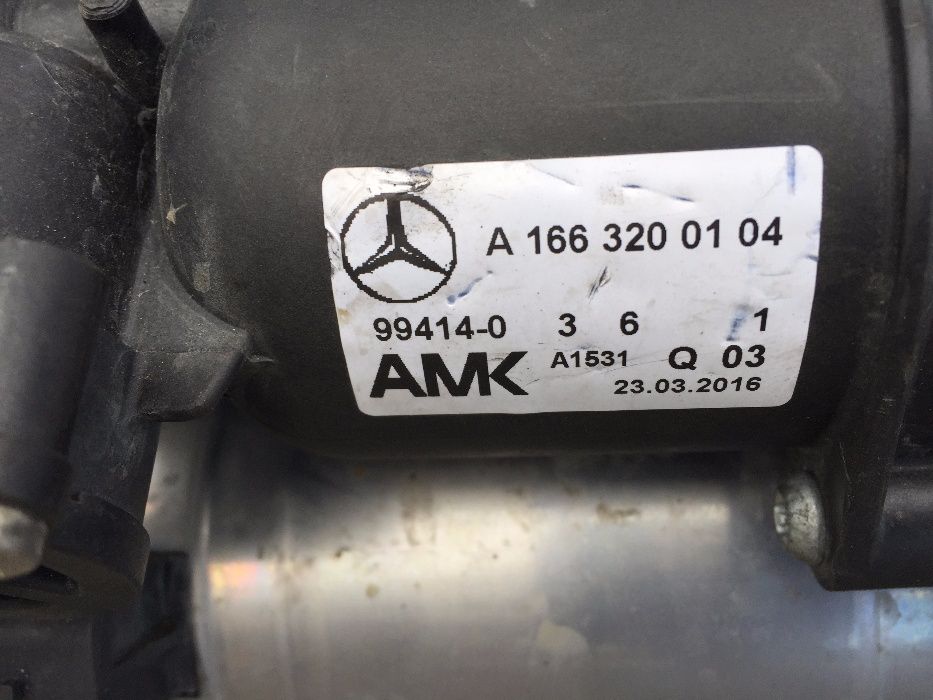 A 166 320 01 04
99414-0 3 6 1
AMK A1531 Q 03
23.03.2016